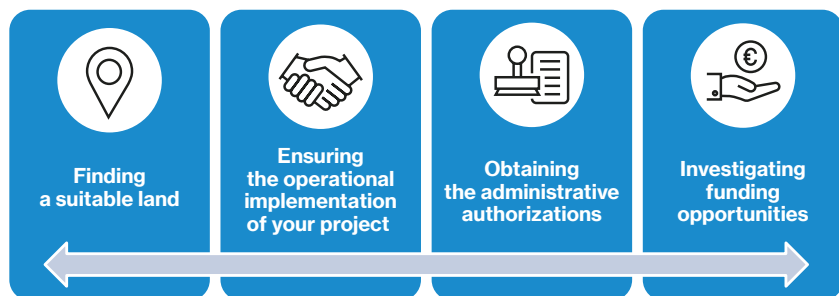 Finding
a suitable land
Ensuring
the operational
implementation
of your project
Obtaining
the administrative
authorizations
€
Investigating
funding
opportunities